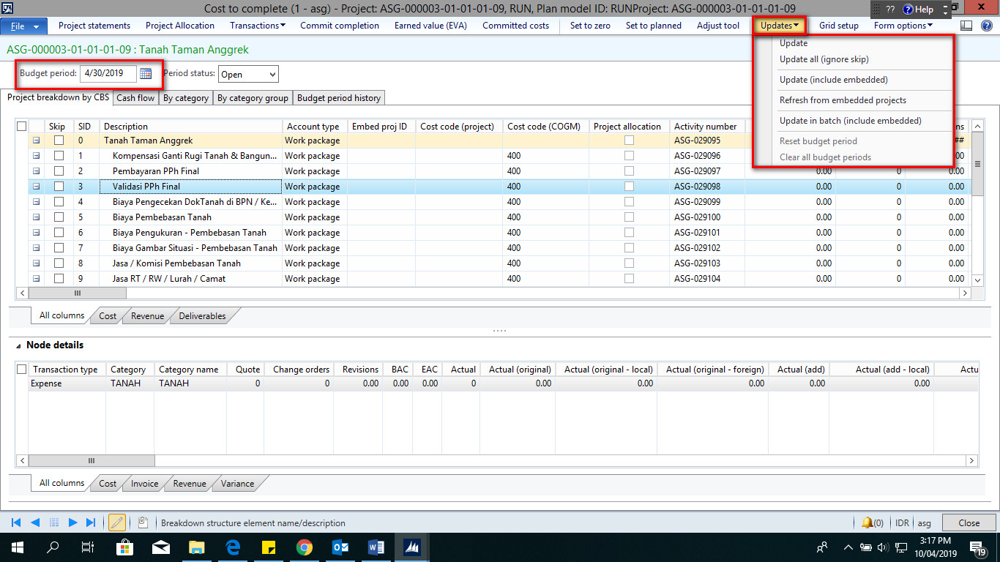 Cost to complete (1 - asg) - Project: ASG-000003-01-01-01-09, RUN, Plan model ID: RUNProject: ASG-000003-01-01-01-09
?? Help
File Project statements Project Allocation Transactions Commit completion Earned value (EVA) Committed costs Set to zero Set to planned Adjust tool Updates Grid setup Form options
ASG-000003-01-01-01-09 : Tanah Taman Anggrek
Update
Update all (ignore skip)
Update (include embedded)
Refresh from embedded projects
Update in batch (include embedded)
Reset budget period
Clear all budget periods
Budget period: 4/30/2019 Period status: Open
Project breakdown by CBS Cash flow By category By category group Budget period history
Skip SID Description Account type Embed proj ID Cost code (project) Cost code (COGM) Project allocation Activity number ns
0 Tanah Taman Anggrek Work package ASG-029095 ##
1 Kompensasi Ganti Rugi Tanah & Bangun... Work package 400 ASG-029096 .00
2 Pembayaran PPh Final Work package 400 ASG-029097 0.00 0 0.00
3 Validasi PPh Final Work package 400 ASG-029098 0.00 0 0.00
4 Biaya Pengecekan DokTanah di BPN / Ke... Work package 400 ASG-029099 0.00 0 0.00
5 Biaya Pembebasan Tanah Work package 400 ASG-029100 0.00 0 0.00
6 Biaya Pengukuran - Pembebasan Tanah Work package 400 ASG-029101 0.00 0 0.00
7 Biaya Gambar Situasi - Pembebasan Tanah Work package 400 ASG-029102 0.00 0 0.00
8 Jasa / Komisi Pembebasan Tanah Work package 400 ASG-029103 0.00 0 0.00
9 Jasa RT / RW / Lurah / Camat Work package 400 ASG-029104 0.00 0 0.00
All columns Cost Revenue Deliverables
Node details
Transaction type Category Category name Quote Change orders Revisions BAC EAC Actual Actual (original) Actual (original - local) Actual (original - foreign) Actual (add) Actual (add - local) Actu
Expense TANAH TANAH 0 0 0.00 0.00 0.00 0 0.00 0.00 0.00 0.00 0.00
All columns Cost Invoice Revenue Variance
Breakdown structure element name/description (0) IDR asg Close
3:17 PM
10/04/2019
19